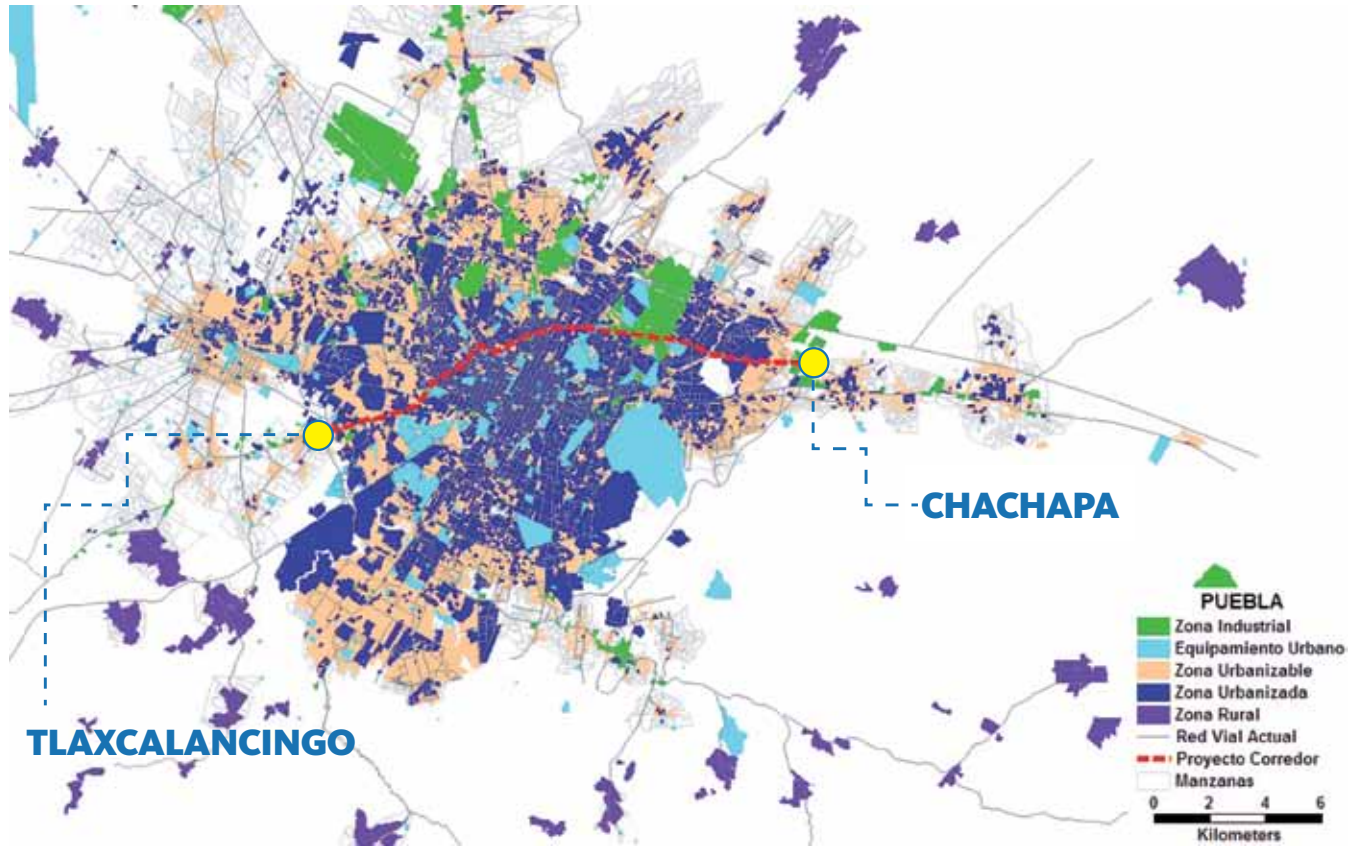 CHACHAPA
TLAXCALANCINGO
PUEBLA
Zona Industrial
Equipamiento Urbano
Zona Urbanizable
Zona Urbanizada
Zona Rural
Red Vial Actual
Proyecto Corredor
Manzanas
0 2 4 6
Kilometers